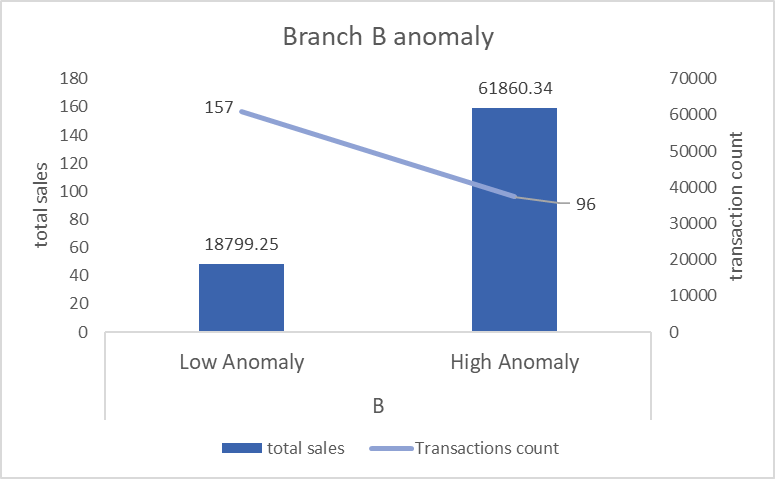 Branch B anomaly
180
160
140
120
100
80
60
40
20
0
total sales
70000
60000
50000
40000
30000
20000
10000
0
transaction count
157
61860.34
18799.25
96
Low Anomaly
High Anomaly
B
total sales
Transactions count